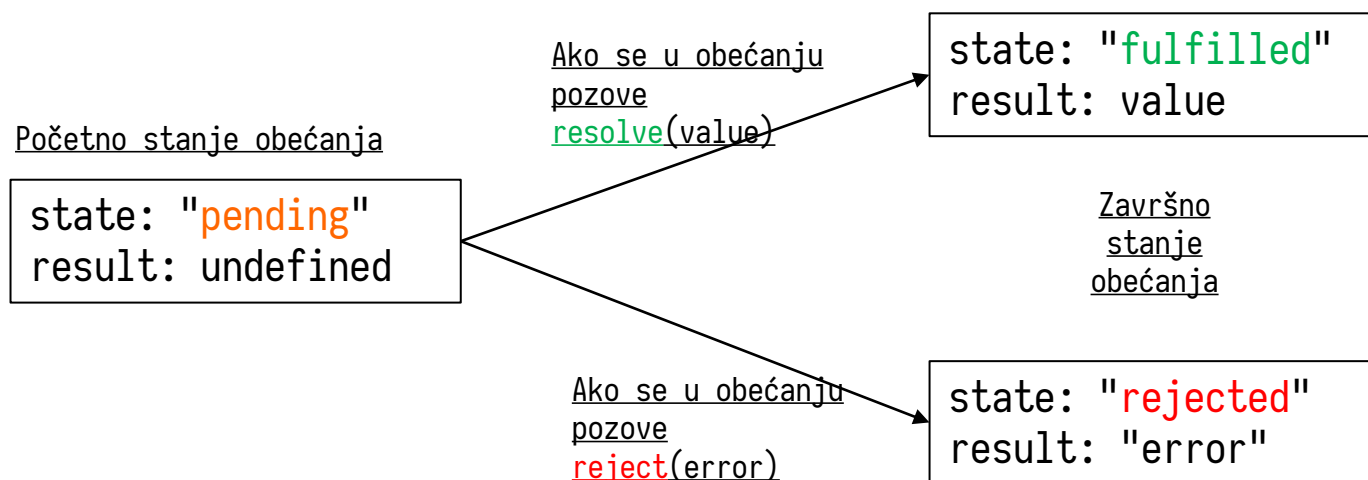 Početno stanje obećanja
state: "pending"
result: undefined
Ako se u obećanju
pozove
resolve(value)
state: "fulfilled"
result: value
Završno
stanje
obećanja
Ako se u obećanju
pozove
reject(error)
state: "rejected"
result: "error"